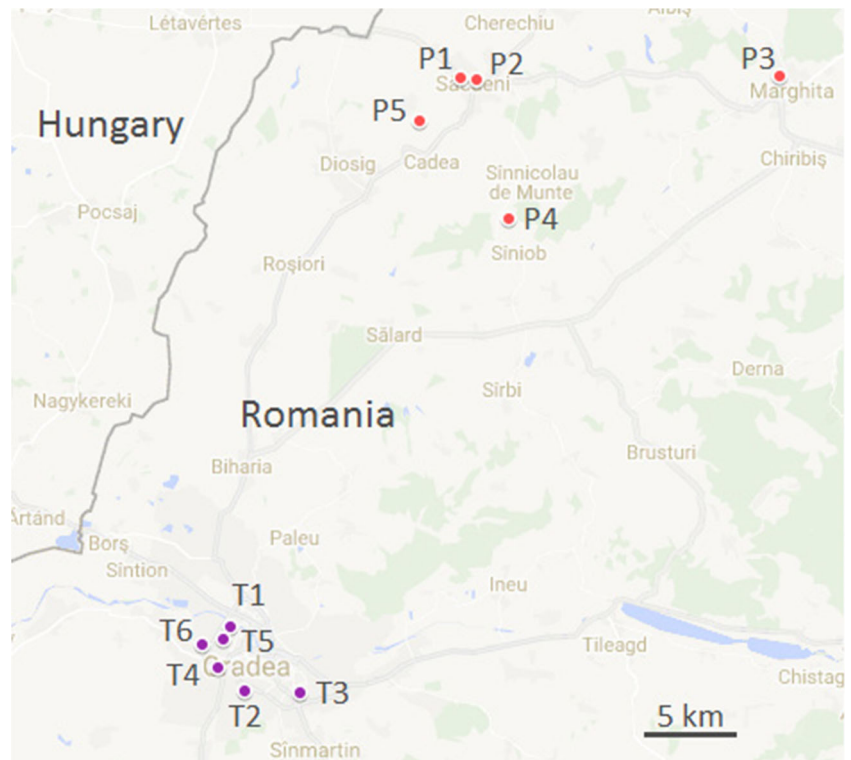 Létavértes
Cherechiu
Albiș
P1
P2
P3
Săcueni
Marghita
Hungary
P5
Diosig
Cadea
Chiribiș
Sînnicolau
de Munte
Pocsaj
P4
Siniob
Roșiori
Sălard
Derna
Sîrbi
Nagykereki
Romania
Brusturi
Biharia
Ártánd
Borș
Paleu
Sintion
Ineu
T1
T6
T5
Tileagd
Oradea
T4
Chistag
T3
T2
5 km
Sînmartin